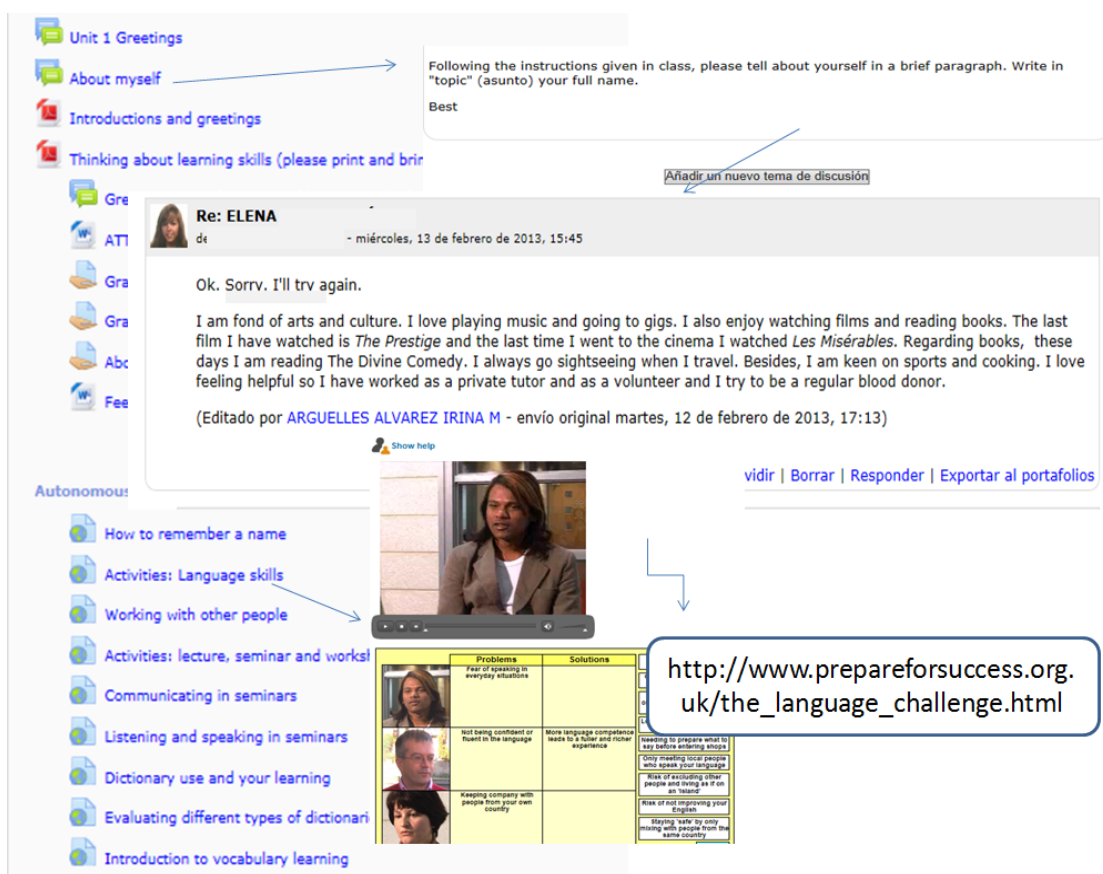 Unit 1 Greetings
About myself
Introductions and greetings
Thinking about learning skills (please print and brin
Gre
ATT
Gra
Gra
Abo
Fee
Following the instructions given in class, please tell about yourself in a brief paragraph. Write in
"topic" (asunto) your full name.
Best
Añadir un nuevo tema de discusión
Re: ELENA
de
- miércoles, 13 de febrero de 2013, 15:45
Ok. Sorry. I'll try again.
I am fond of arts and culture. I love playing music and going to gigs. I also enjoy watching films and reading books. The last
film I have watched is The Prestige and the last time I went to the cinema I watched Les Misérables. Regarding books, these
days I am reading The Divine Comedy. I always go sightseeing when I travel. Besides, I am keen on sports and cooking. I love
feeling helpful so I have worked as a private tutor and as a volunteer and I try to be a regular blood donor.
(Editado por ARGUELLES ALVAREZ IRINA M - envío original martes, 12 de febrero de 2013, 17:13)
vidir | Borrar | Responder | Exportar al portafolios
Show help
Autonomous
How to remember a name
Activities: Language skills
Working with other people
Activities: lecture, seminar and worksh
Communicating in seminars
Listening and speaking in seminars
Dictionary use and your learning
Evaluating different types of dictionari
Introduction to vocabulary learning
http://www.prepareforsuccess.org.
uk/the_language_challenge.html
Problems
Solutions
Fear of speaking in
everyday situations
Not being confident or
fluent in the language
More language competence
leads to a fuller and richer
experience
Keeping company with
people from your own
country
Needing to prepare what to
say before entering shops
Only meeting local people
who speak your language
Risk of excluding other
people and living as if on
an 'island'
Risk of not improving your
English
Staying 'safe' by only
mixing with people from the
same country